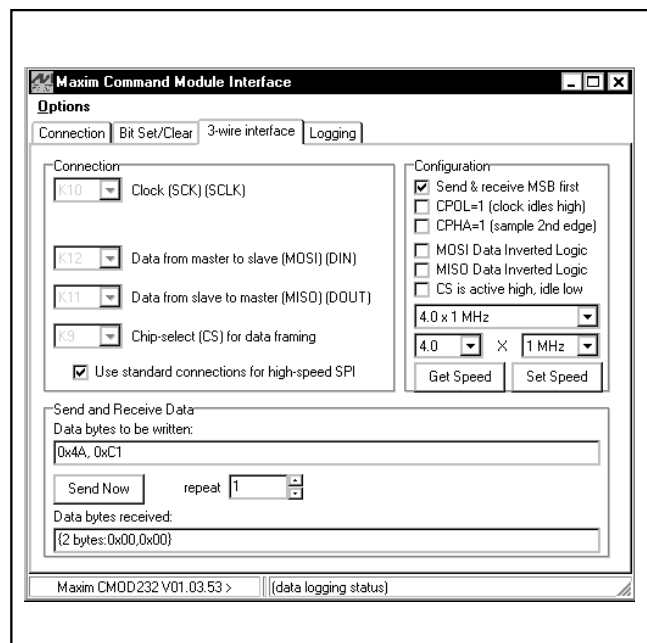 Maxim Command Module Interface
Options
Connection Bit Set/Clear 3-wire interface Logging
Connection
K10 Clock (SCK) (SCLK)
K12 Data from master to slave (MOSI) (DIN)
K11 Data from slave to master (MISO) (DOUT)
K9 Chip-select (CS) for data framing
Use standard connections for high-speed SPI
Configuration
Send & receive MSB first
CPOL=1 (clock idles high)
CPHA=1 (sample 2nd edge)
MOSI Data Inverted Logic
MISO Data Inverted Logic
CS is active high, idle low
4.0 x 1 MHz
4.0 X 1 MHz
Get Speed Set Speed
Send and Receive Data
Data bytes to be written:
0x4A, 0xC1
Send Now repeat 1
Data bytes received:
{2 bytes:0x00,0x00}
Maxim CMOD232 V01.03.53 > (data logging status)